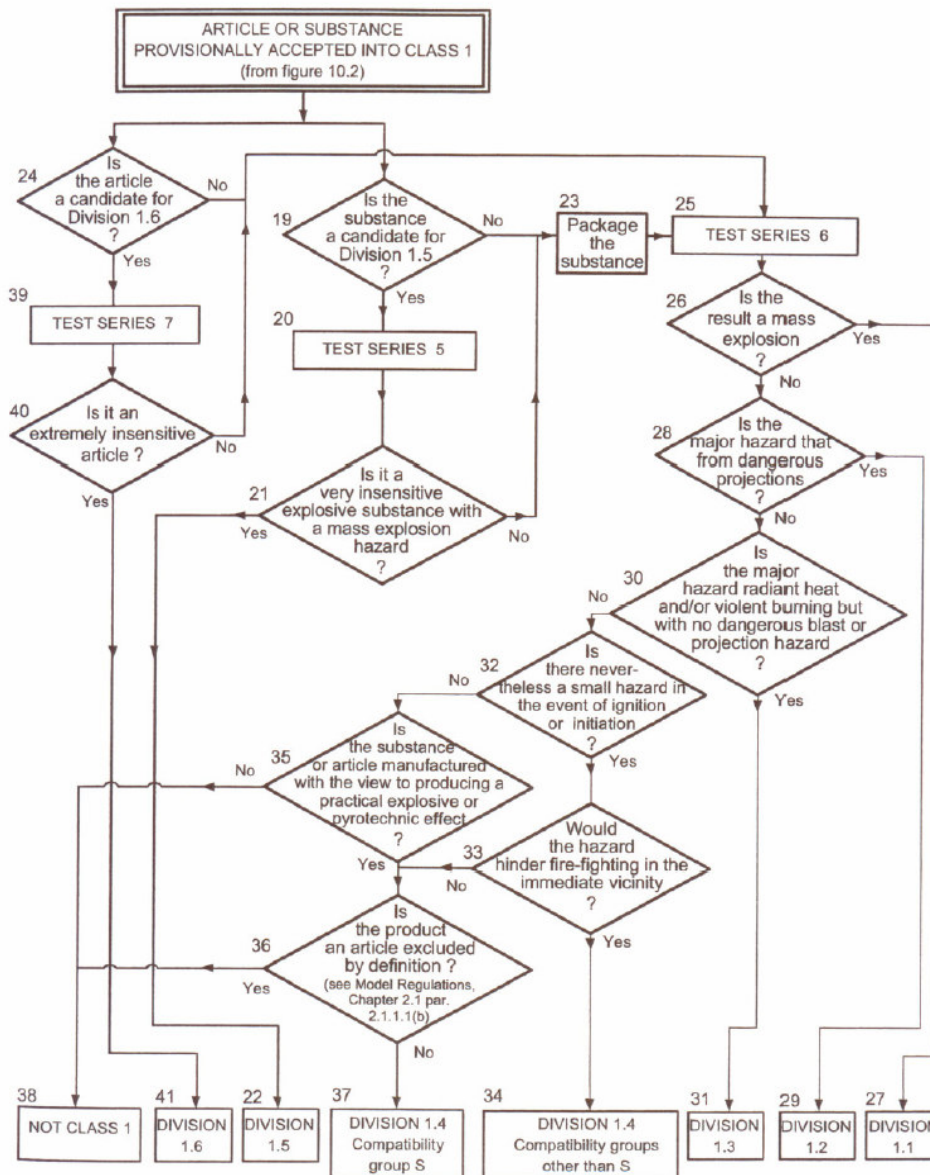 ARTICLE OR SUBSTANCE
PROVISIONALLY ACCEPTED INTO CLASS 1
(from figure 10.2)
24
Is
the article
a candidate for
Division 1.6
?
No
Yes
19
Is the
substance
a candidate for
Division 1.5
?
No
Yes
23
Package
the
substance
25
TEST SERIES 6
39
TEST SERIES 7
20
TEST SERIES 5
26
Is the
result a mass
explosion
?
Yes
No
40
Is it an
extremely insensitive
article ?
No
Yes
28
Is the
major hazard that
from dangerous
projections
?
Yes
No
21
Is it a
very insensitive
explosive substance with
a mass explosion
hazard
?
Yes
No
30
Is
the major
hazard radiant heat
and/or violent burning but
with no dangerous blast or
projection hazard
?
No
Yes
32
Is
there never-
theless a small hazard in
the event of ignition
or initiation
?
No
Yes
35
Is
the substance
or article manufactured
with the view to producing a
practical explosive or
pyrotechnic effect
?
No
Yes
33
Would
the hazard
hinder fire-fighting in the
immediate vicinity
?
No
Yes
36
Is
the product
an article excluded
by definition ?
(see Model Regulations,
Chapter 2.1 par.
2.1.1.1(b)
Yes
No
38
NOT CLASS 1
41
DIVISION
1.6
22
DIVISION
1.5
37
DIVISION 1.4
Compatibility
group S
34
DIVISION 1.4
Compatibility groups
other than S
31
DIVISION
1.3
29
DIVISION
1.2
27
DIVISION
1.1